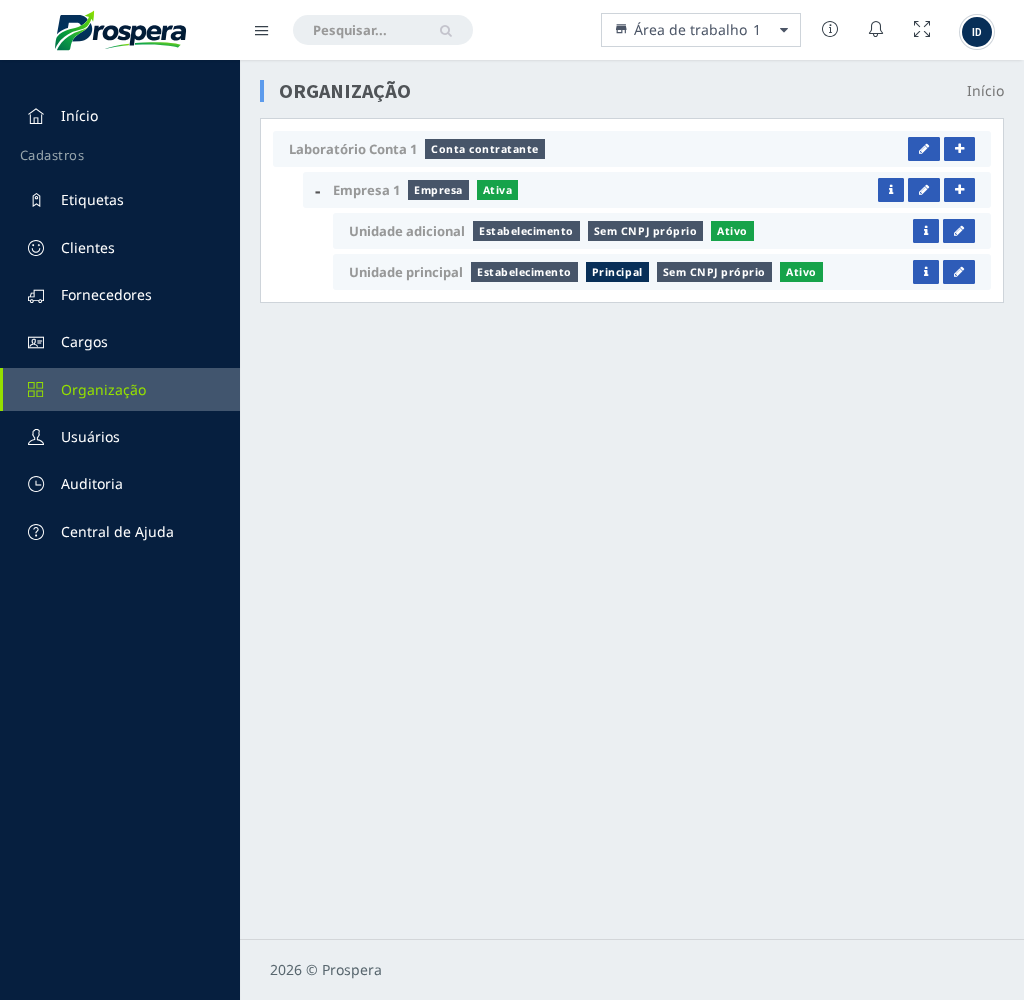 Prospera
Pesquisar...
Área de trabalho 1
ID
Início
Cadastros
Etiquetas
Clientes
Fornecedores
Cargos
Organização
Usuários
Auditoria
Central de Ajuda
ORGANIZAÇÃO
Início
Laboratório Conta 1 Conta contratante
- Empresa 1 Empresa Ativa
Unidade adicional Estabelecimento Sem CNPJ próprio Ativo
Unidade principal Estabelecimento Principal Sem CNPJ próprio Ativo
2026 © Prospera